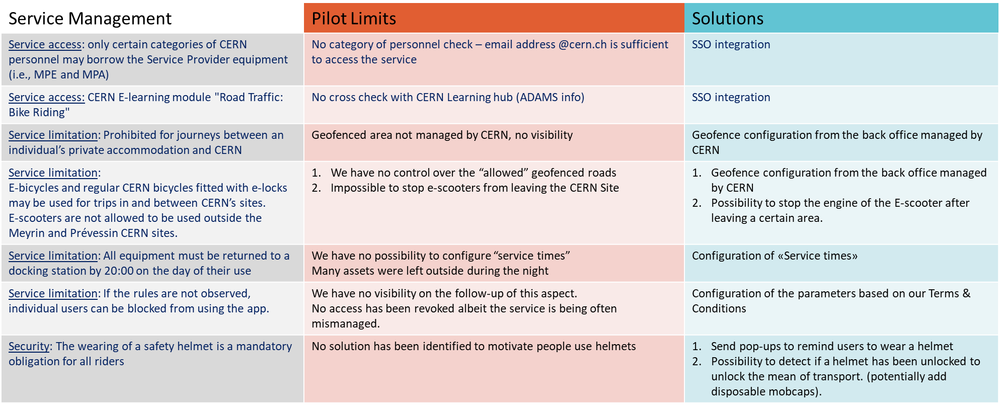 Service Management
Pilot Limits
Solutions
Service access: only certain categories of CERN
personnel may borrow the Service Provider equipment
(i.e., MPE and MPA)
No category of personnel check – email address @cern.ch is sufficient
to access the service
SSO integration
Service access: CERN E-learning module "Road Traffic:
Bike Riding"
No cross check with CERN Learning hub (ADAMS info)
SSO integration
Service limitation: Prohibited for journeys between an
individual’s private accommodation and CERN
Geofenced area not managed by CERN, no visibility
Geofence configuration from the back office managed by
CERN
Service limitation:
E-bicycles and regular CERN bicycles fitted with e-locks
may be used for trips in and between CERN’s sites.
E-scooters are not allowed to be used outside the
Meyrin and Prévessin CERN sites.
1. We have no control over the “allowed” geofenced roads
2. Impossible to stop e-scooters from leaving the CERN Site
1. Geofence configuration from the back office managed
by CERN
2. Possibility to stop the engine of the E-scooter after
leaving a certain area.
Service limitation: All equipment must be returned to a
docking station by 20:00 on the day of their use
We have no possibility to configure “service times”
Many assets were left outside during the night
Configuration of «Service times»
Service limitation: If the rules are not observed,
individual users can be blocked from using the app.
We have no visibility on the follow-up of this aspect.
No access has been revoked albeit the service is being often
mismanaged.
Configuration of the parameters based on our Terms &
Conditions
Security: The wearing of a safety helmet is a mandatory
obligation for all riders
No solution has been identified to motivate people use helmets
1. Send pop-ups to remind users to wear a helmet
2. Possibility to detect if a helmet has been unlocked to
unlock the mean of transport. (potentially add
disposable mobcaps).